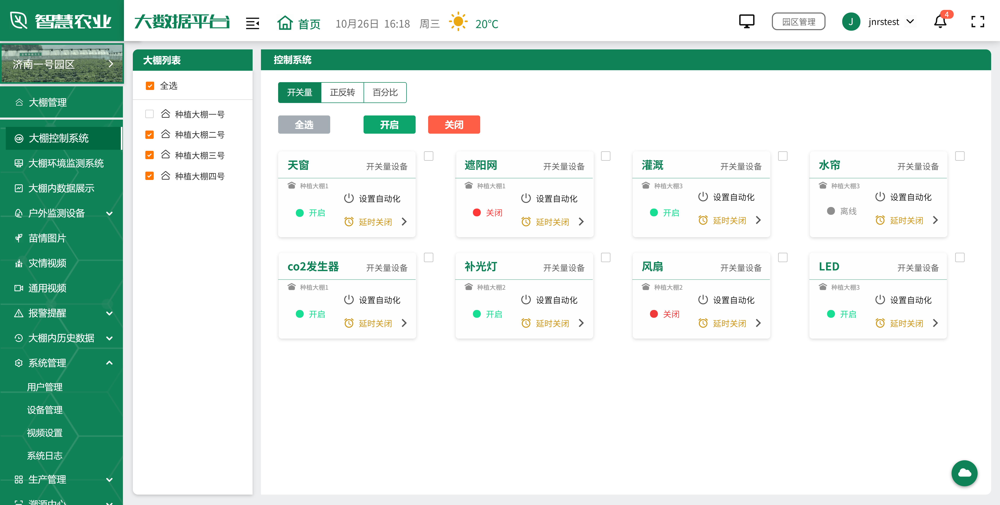 智慧农业
大数据平台
首页
10月26日 16:18 周三
20℃
园区管理
J
jnrstest
4
济南一号园区
大棚管理
大棚控制系统
大棚环境监测系统
大棚内数据展示
户外监测设备
苗情图片
灾情视频
通用视频
报警提醒
大棚内历史数据
系统管理
用户管理
设备管理
视频设置
系统日志
生产管理
溯源中心
大棚列表
全选
种植大棚一号
种植大棚二号
种植大棚三号
种植大棚四号
控制系统
开关量 正反转 百分比
全选 开启 关闭
天窗 开关量设备
种植大棚1
设置自动化
开启
延时关闭
遮阳网 开关量设备
种植大棚1
设置自动化
关闭
延时关闭
灌溉 开关量设备
种植大棚3
设置自动化
开启
延时关闭
水帘 开关量设备
种植大棚3
设置自动化
离线
延时关闭
co2发生器 开关量设备
种植大棚1
设置自动化
开启
延时关闭
补光灯 开关量设备
种植大棚2
设置自动化
开启
延时关闭
风扇 开关量设备
种植大棚2
设置自动化
关闭
延时关闭
LED 开关量设备
种植大棚3
设置自动化
开启
延时关闭